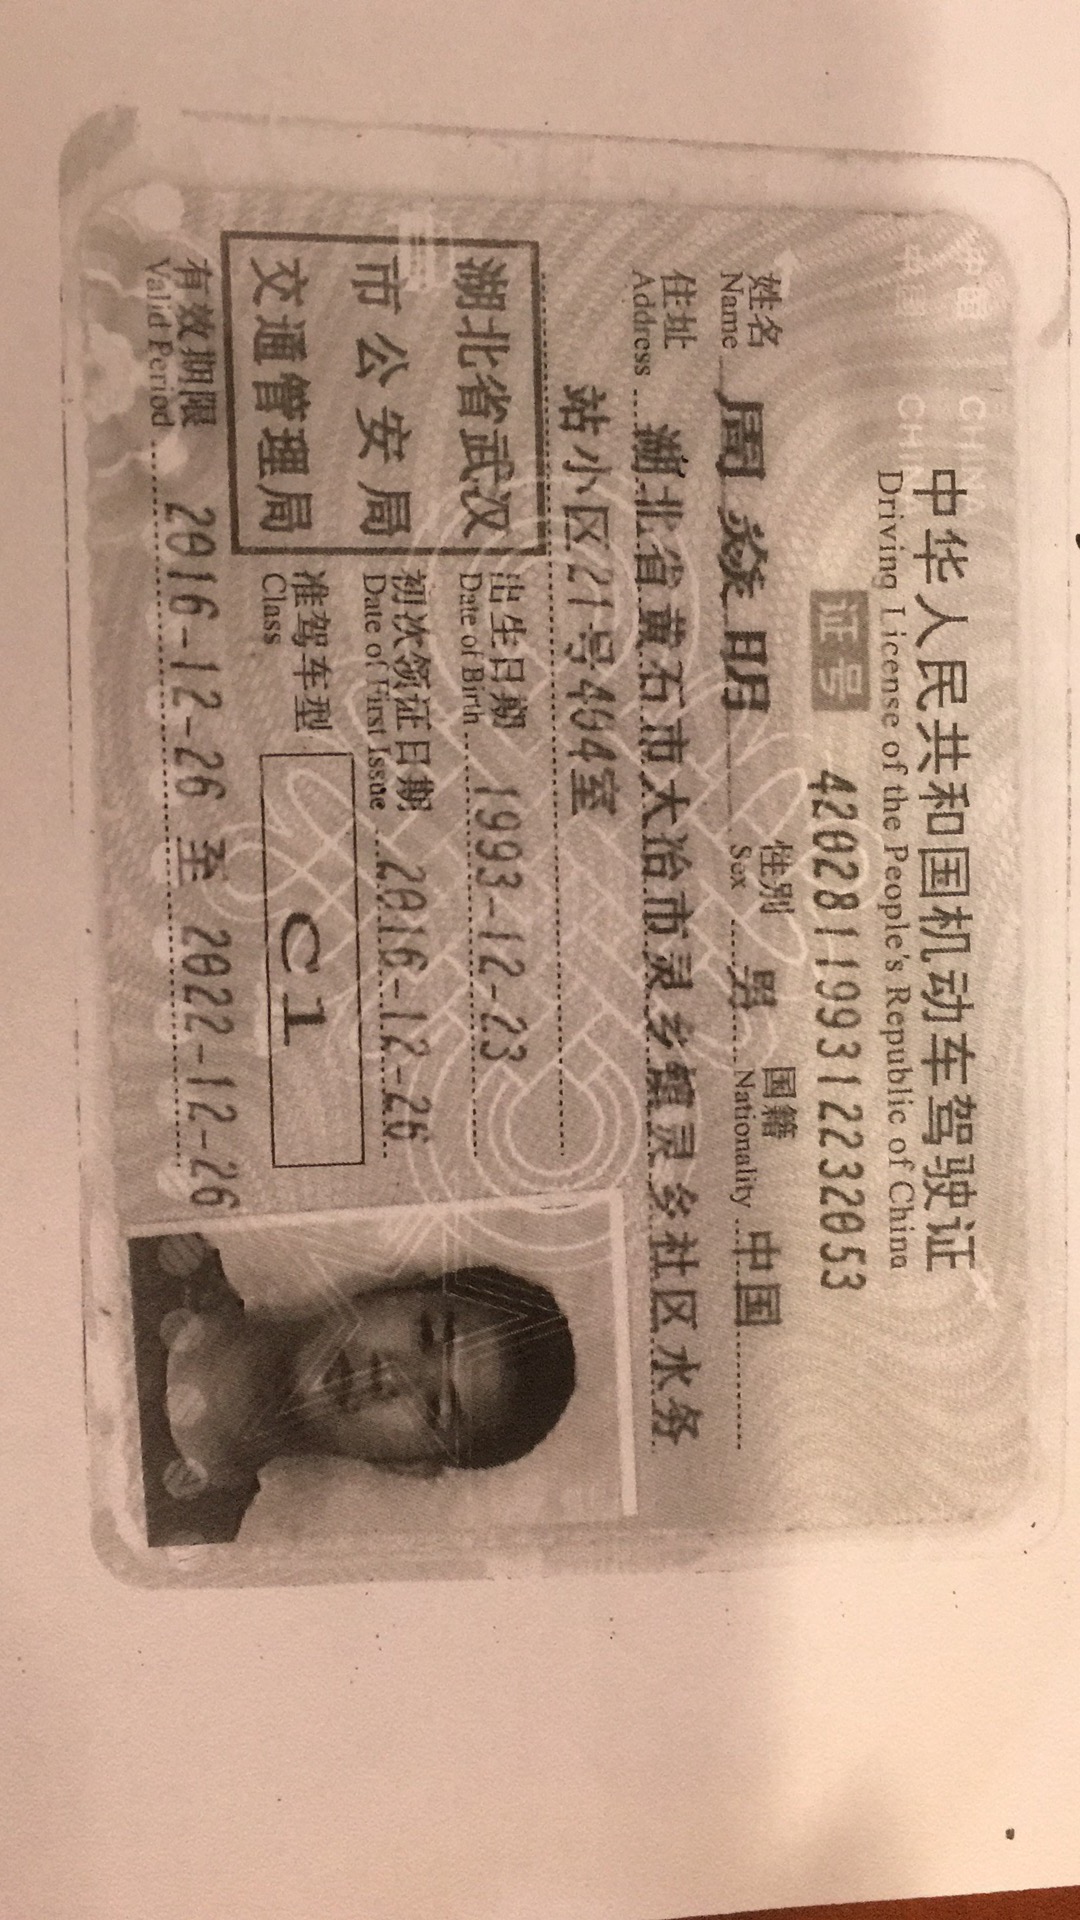 中华人民共和国机动车驾驶证
Driving License of the People's Republic of China
证号 420281199312232053
姓名 周焱明 性别 男 国籍 中国
Name Sex Nationality
住址 湖北省黄石市大冶市灵乡镇灵乡社区水务
Address
站小区21号404室
湖北省武汉
市公安局
交通管理局
出生日期 1993-12-23
Date of Birth
初次领证日期 2016-12-26
Date of First Issue
准驾车型 C1
Class
有效期限 2016-12-26 至 2022-12-26
Valid Period
中国 CHINA
中国 CHINA